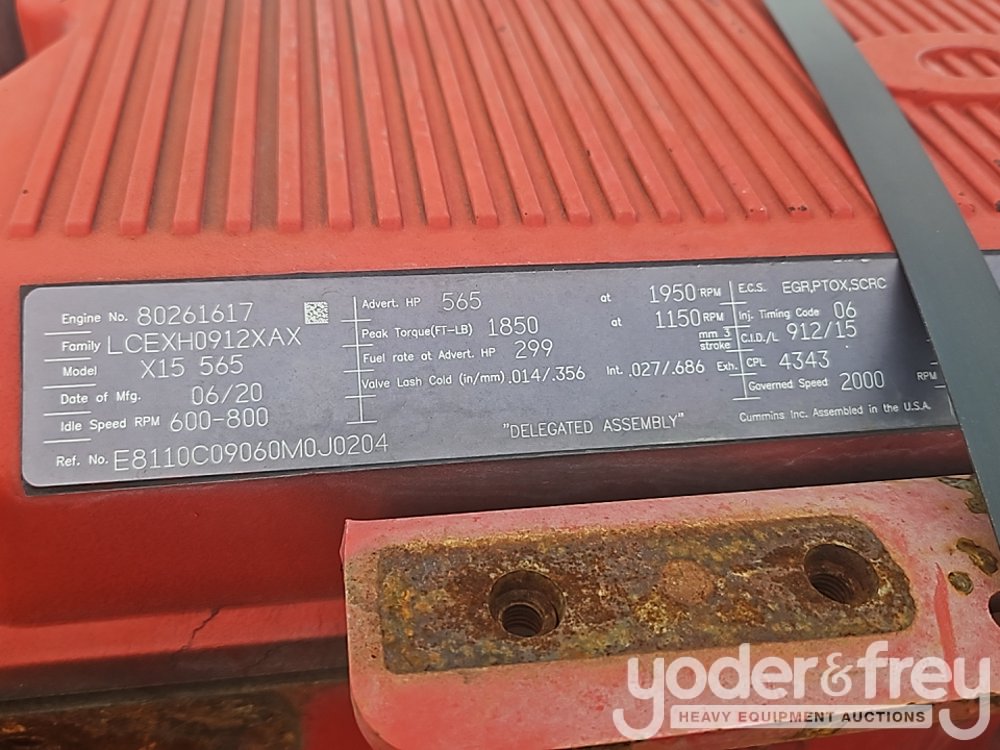 Engine No. 80261617
Family LCEXH0912XAX
Model X15 565
Date of Mfg. 06/20
Idle Speed RPM 600-800
Ref. No. E8110C09060M0J0204
Advert. HP 565 at 1950 RPM
Peak Torque(FT-LB) 1850 at 1150 RPM
Fuel rate at Advert. HP 299 mm 3 stroke
Valve Lash Cold (in/mm) .014/.356 Int. .027/.686 Exh.
"DELEGATED ASSEMBLY"
E.C.S. EGR,PTOX,SCRC
Inj. Timing Code 06
C.I.D./L 912/15
CPL 4343
Governed Speed 2000 RPM
Cummins Inc. Assembled in the U.S.A.
yoder&frey
HEAVY EQUIPMENT AUCTIONS